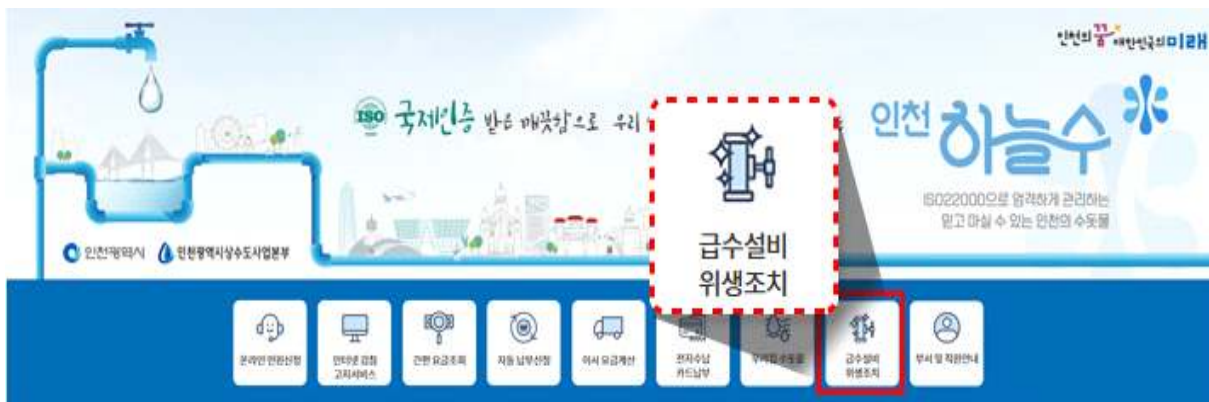 인천의 꿈 대한민국의 미래
ISO 국제인증 받은 깨끗함으로 우리
인천 하늘수
ISO22000으로 엄격하게 관리하는
믿고 마실 수 있는 인천의 수돗물
인천광역시 인천광역시상수도사업본부
급수설비
위생조치
온라인 민원신청
인터넷 검침
고지서비스
간편 요금조회
자동 납부신청
이사 요금계산
전자수납
카드납부
급수설비
위생조치
부서 및 직원안내